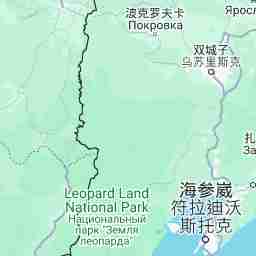 波克罗夫卡
Покровка
Яросл
双城子
乌苏里斯克
扎
За
Leopard Land
National Park
Национальный
парк "Земля
леопарда"
海参崴
符拉迪沃
斯托克